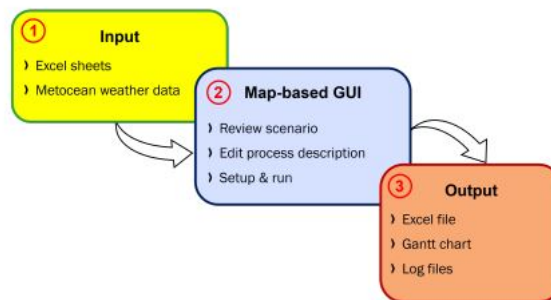 1
Input
❯ Excel sheets
❯ Metocean weather data
2
Map-based GUI
❯ Review scenario
❯ Edit process description
❯ Setup & run
3
Output
❯ Excel file
❯ Gantt chart
❯ Log files